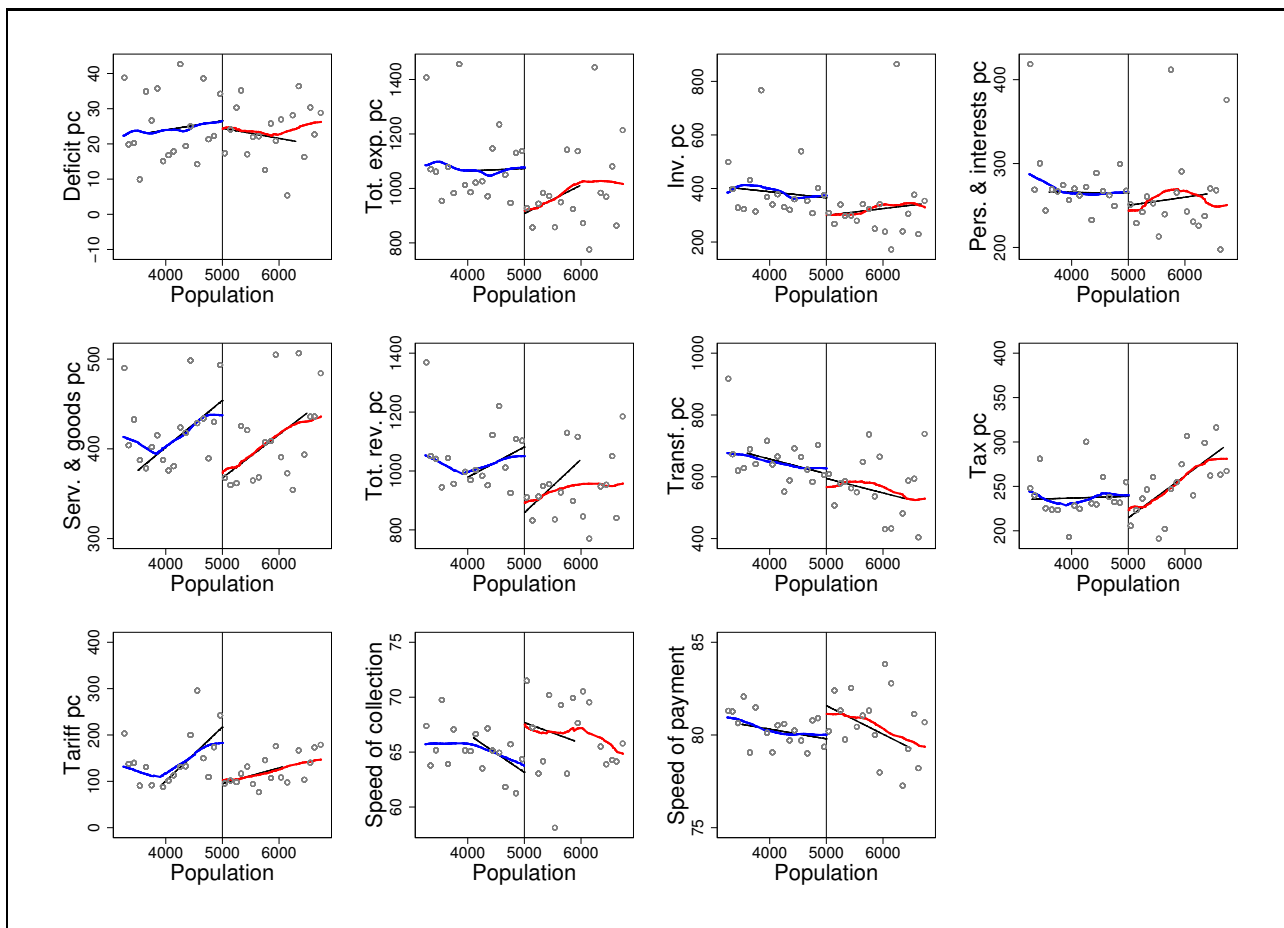 Deficit pc
−10 0 10 20 30 40
4000 5000 6000
Population
Tot. exp. pc
800 1000 1200 1400
4000 5000 6000
Population
Inv. pc
200 400 600 800
4000 5000 6000
Population
Pers. & interests pc
200 300 400
4000 5000 6000
Population
Serv. & goods pc
300 400 500
4000 5000 6000
Population
Tot. rev. pc
800 1000 1200 1400
4000 5000 6000
Population
Transf. pc
400 600 800 1000
4000 5000 6000
Population
Tax pc
200 250 300 350 400
4000 5000 6000
Population
Tariff pc
0 100 200 300 400
4000 5000 6000
Population
Speed of collection
60 65 70 75
4000 5000 6000
Population
Speed of payment
75 80 85
4000 5000 6000
Population